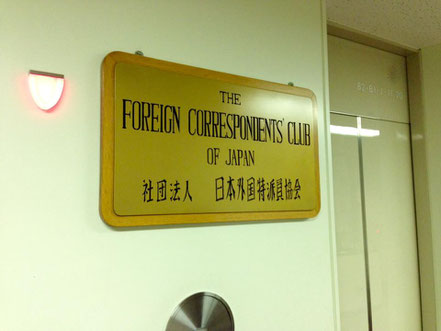 THE
FOREIGN CORRESPONDENTS' CLUB
OF JAPAN
社団法人 日本外国特派員協会